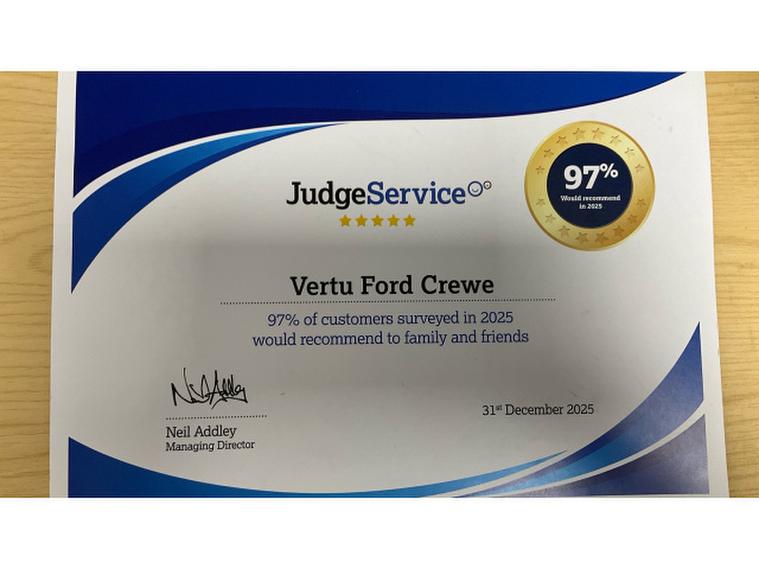 JudgeService
97%
Would recommend
in 2025
Vertu Ford Crewe
97% of customers surveyed in 2025
would recommend to family and friends
Neil Addley
Managing Director
31st December 2025